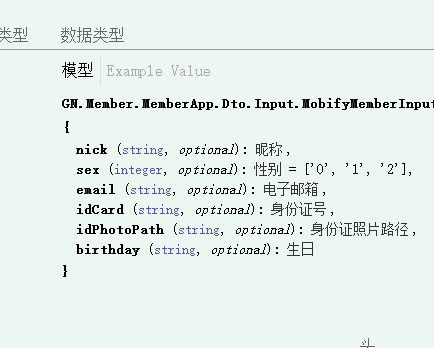 类型 数据类型
模型 Example Value
GN.Member.MemberApp.Dto.Input.MobifyMemberInput
{
nick (string, optional): 昵称,
sex (integer, optional): 性别 = ['0', '1', '2'],
email (string, optional): 电子邮箱,
idCard (string, optional): 身份证号,
idPhotoPath (string, optional): 身份证照片路径,
birthday (string, optional): 生日
}